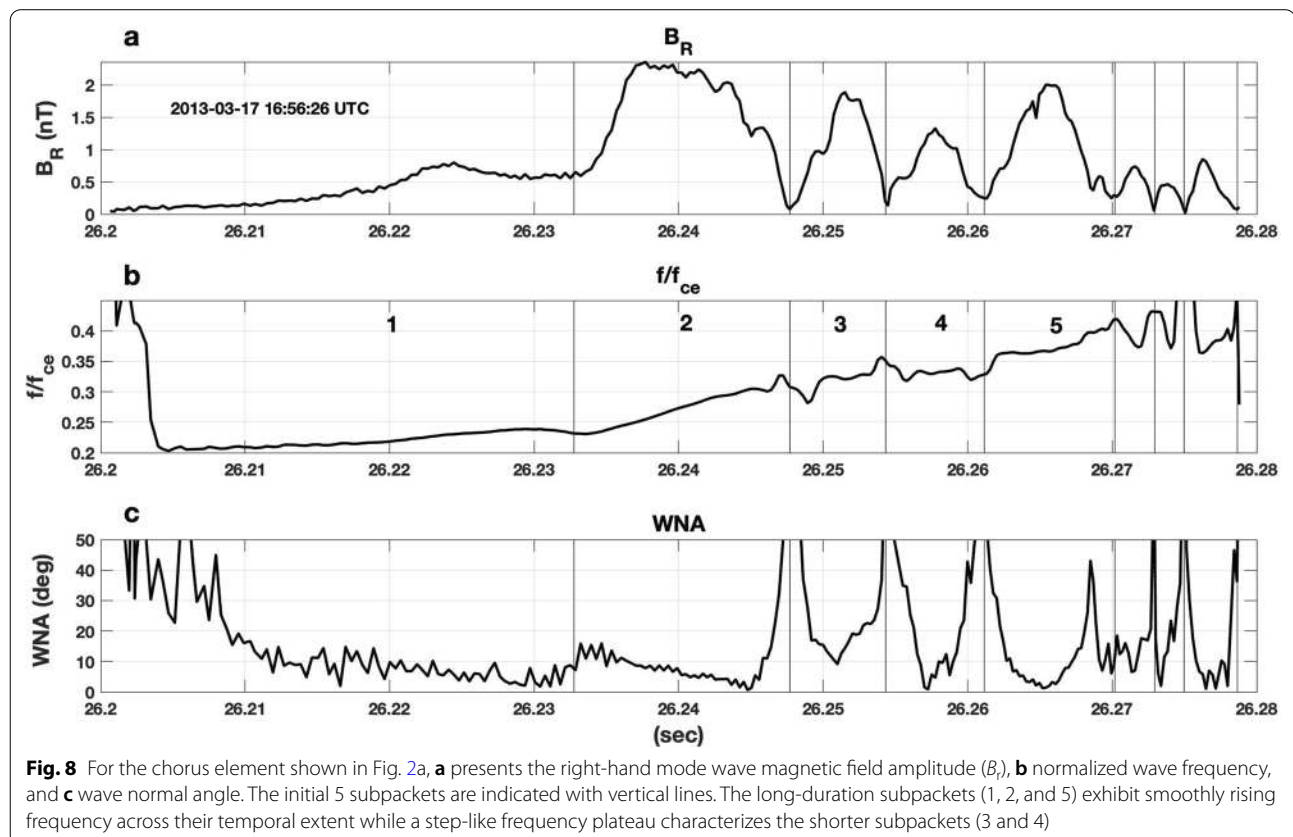 a
B_R
2013-03-17 16:56:26 UTC
B_R (nT)
2
1.5
1
0.5
0
26.2 26.21 26.22 26.23 26.24 26.25 26.26 26.27 26.28
b
f/f_ce
1 2 3 4 5
f/f_ce
0.4
0.35
0.3
0.25
0.2
26.2 26.21 26.22 26.23 26.24 26.25 26.26 26.27 26.28
c
WNA
WNA (deg)
50
40
30
20
10
0
26.2 26.21 26.22 26.23 26.24 26.25 26.26 26.27 26.28
(sec)
Fig. 8 For the chorus element shown in Fig. 2a, a presents the right-hand mode wave magnetic field amplitude (B_r), b normalized wave frequency,
and c wave normal angle. The initial 5 subpackets are indicated with vertical lines. The long-duration subpackets (1, 2, and 5) exhibit smoothly rising
frequency across their temporal extent while a step-like frequency plateau characterizes the shorter subpackets (3 and 4)